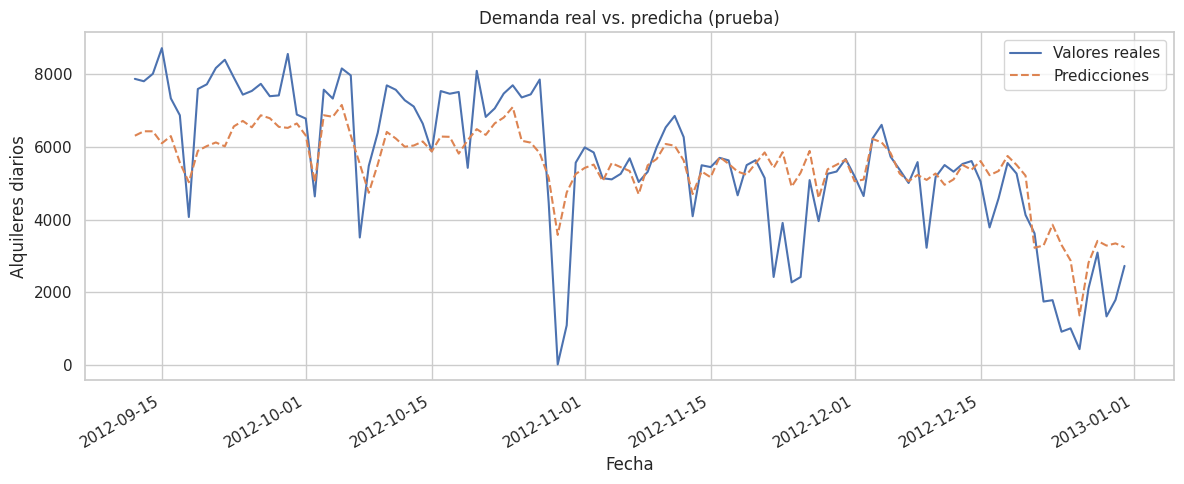 Demanda real vs. predicha (prueba)
Valores reales
Predicciones
Alquileres diarios
8000
6000
4000
2000
0
2012-09-15
2012-10-01
2012-10-15
2012-11-01
2012-11-15
2012-12-01
2012-12-15
2013-01-01
Fecha